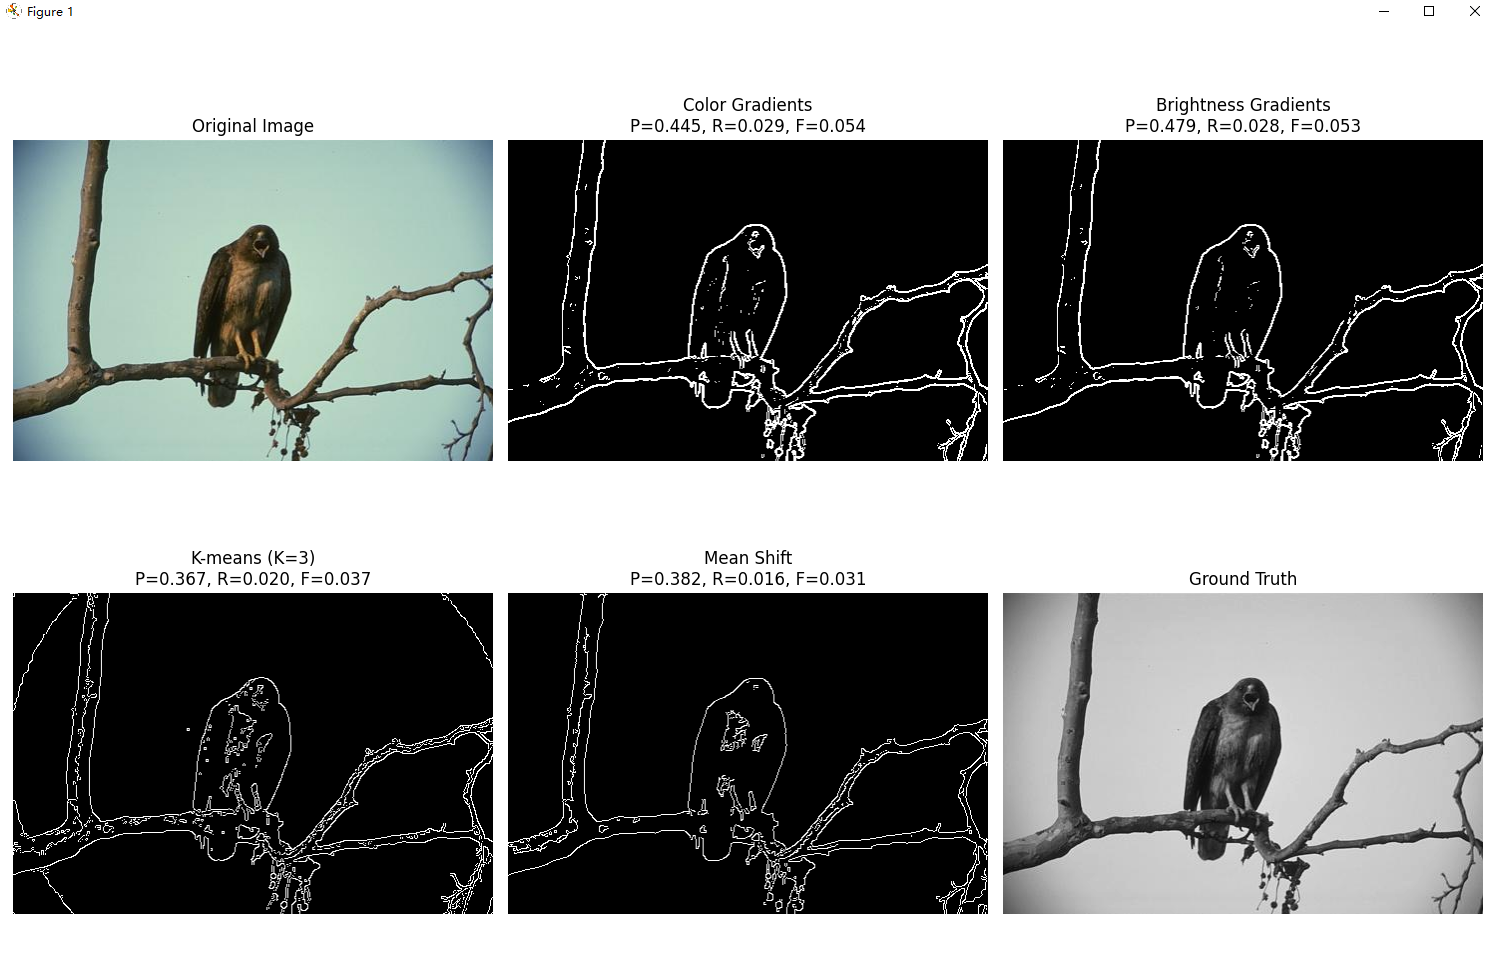 Figure 1
Original Image
Color Gradients
P=0.445, R=0.029, F=0.054
Brightness Gradients
P=0.479, R=0.028, F=0.053
K-means (K=3)
P=0.367, R=0.020, F=0.037
Mean Shift
P=0.382, R=0.016, F=0.031
Ground Truth